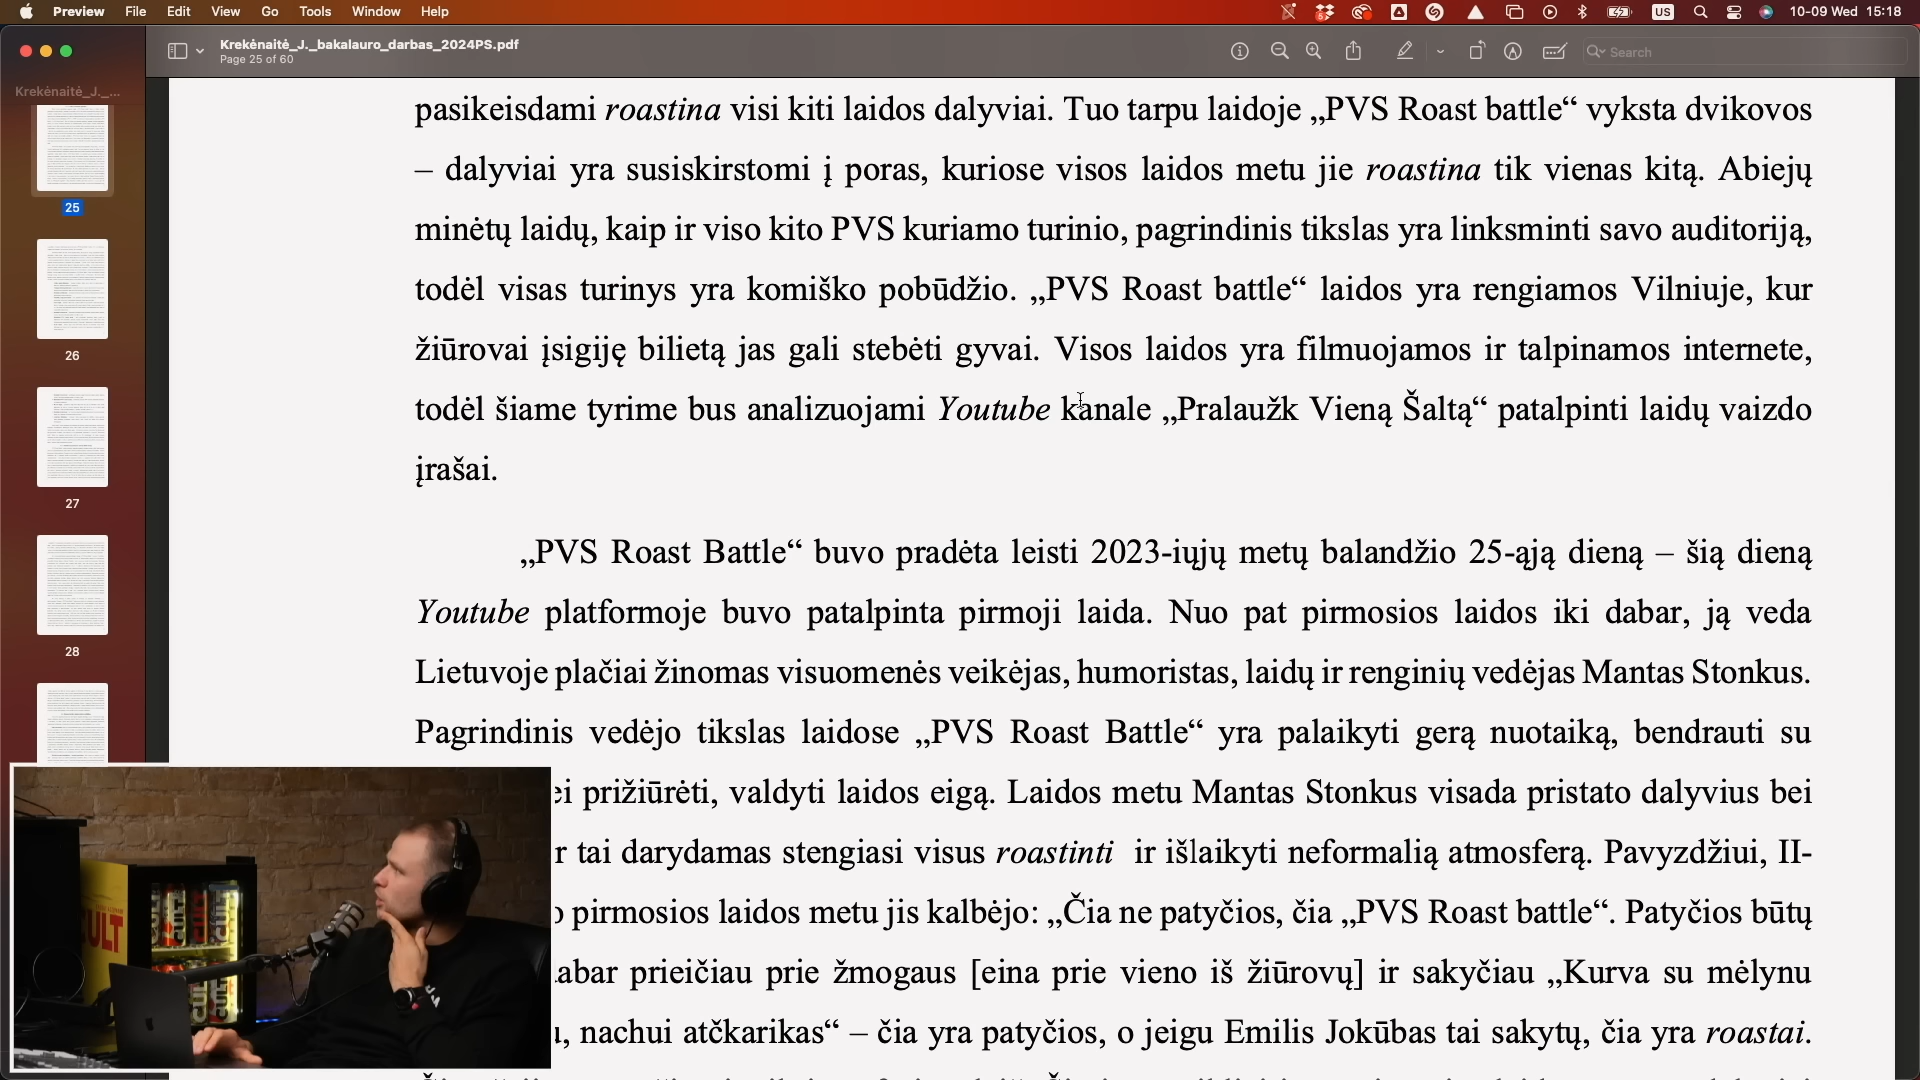 Preview File Edit View Go Tools Window Help
US 10-09 Wed 15:18
Krekėnaitė_J._bakalauro_darbas_2024PS.pdf
Page 25 of 60
Search
Krekėnaitė_J._...
25
26
27
28
pasikeisdami roastina visi kiti laidos dalyviai. Tuo tarpu laidoje „PVS Roast battle“ vyksta dvikovos
– dalyviai yra susiskirstomi į poras, kuriose visos laidos metu jie roastina tik vienas kitą. Abiejų
minėtų laidų, kaip ir viso kito PVS kuriamo turinio, pagrindinis tikslas yra linksminti savo auditoriją,
todėl visas turinys yra komiško pobūdžio. „PVS Roast battle“ laidos yra rengiamos Vilniuje, kur
žiūrovai įsigiję bilietą jas gali stebėti gyvai. Visos laidos yra filmuojamos ir talpinamos internete,
todėl šiame tyrime bus analizuojami Youtube kanale „Pralaužk Vieną Šaltą“ patalpinti laidų vaizdo
įrašai.
„PVS Roast Battle“ buvo pradėta leisti 2023-iųjų metų balandžio 25-ąją dieną – šią dieną
Youtube platformoje buvo patalpinta pirmoji laida. Nuo pat pirmosios laidos iki dabar, ją veda
Lietuvoje plačiai žinomas visuomenės veikėjas, humoristas, laidų ir renginių vedėjas Mantas Stonkus.
Pagrindinis vedėjo tikslas laidose „PVS Roast Battle“ yra palaikyti gerą nuotaiką, bendrauti su
ei prižiūrėti, valdyti laidos eigą. Laidos metu Mantas Stonkus visada pristato dalyvius bei
r tai darydamas stengiasi visus roastinti ir išlaikyti neformalią atmosferą. Pavyzdžiui, II-
o pirmosios laidos metu jis kalbėjo: „Čia ne patyčios, čia „PVS Roast battle“. Patyčios būtų
abar prieičiau prie žmogaus [eina prie vieno iš žiūrovų] ir sakyčiau „Kurva su mėlynu
u, nachui atčkarikas“ – čia yra patyčios, o jeigu Emilis Jokūbas tai sakytų, čia yra roastai.
CULT